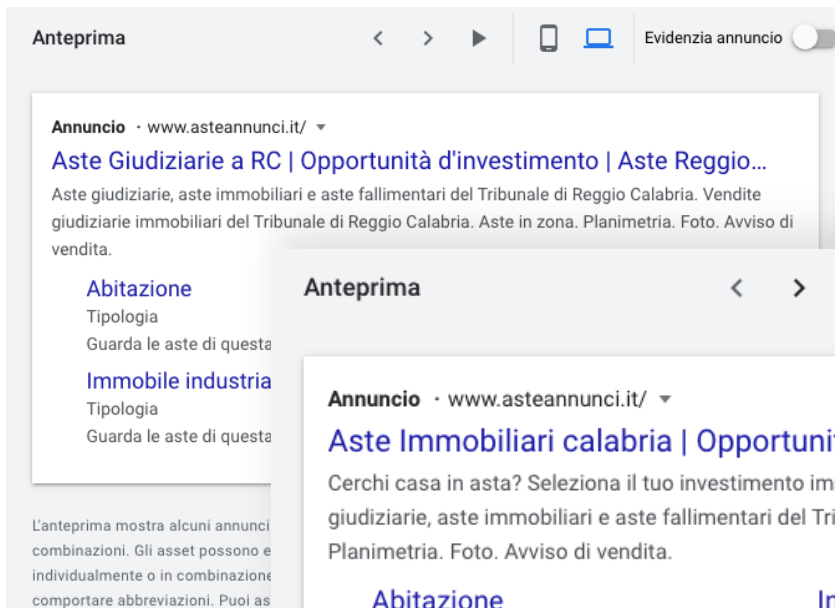 Anteprima
Evidenzia annuncio
Annuncio · www.asteannunci.it/
Aste Giudiziarie a RC | Opportunità d'investimento | Aste Reggio...
Aste giudiziarie, aste immobiliari e aste fallimentari del Tribunale di Reggio Calabria. Vendite
giudiziarie immobiliari del Tribunale di Reggio Calabria. Aste in zona. Planimetria. Foto. Avviso di
vendita.
Abitazione
Tipologia
Guarda le aste di questa
Immobile industria
Tipologia
Guarda le aste di questa
L'anteprima mostra alcuni annunci
combinazioni. Gli asset possono e
individualmente o in combinazione
comportare abbreviazioni. Puoi as
Anteprima
Annuncio · www.asteannunci.it/
Aste Immobiliari calabria | Opportuni
Cerchi casa in asta? Seleziona il tuo investimento im
giudiziarie, aste immobiliari e aste fallimentari del Tri
Planimetria. Foto. Avviso di vendita.
Abitazione